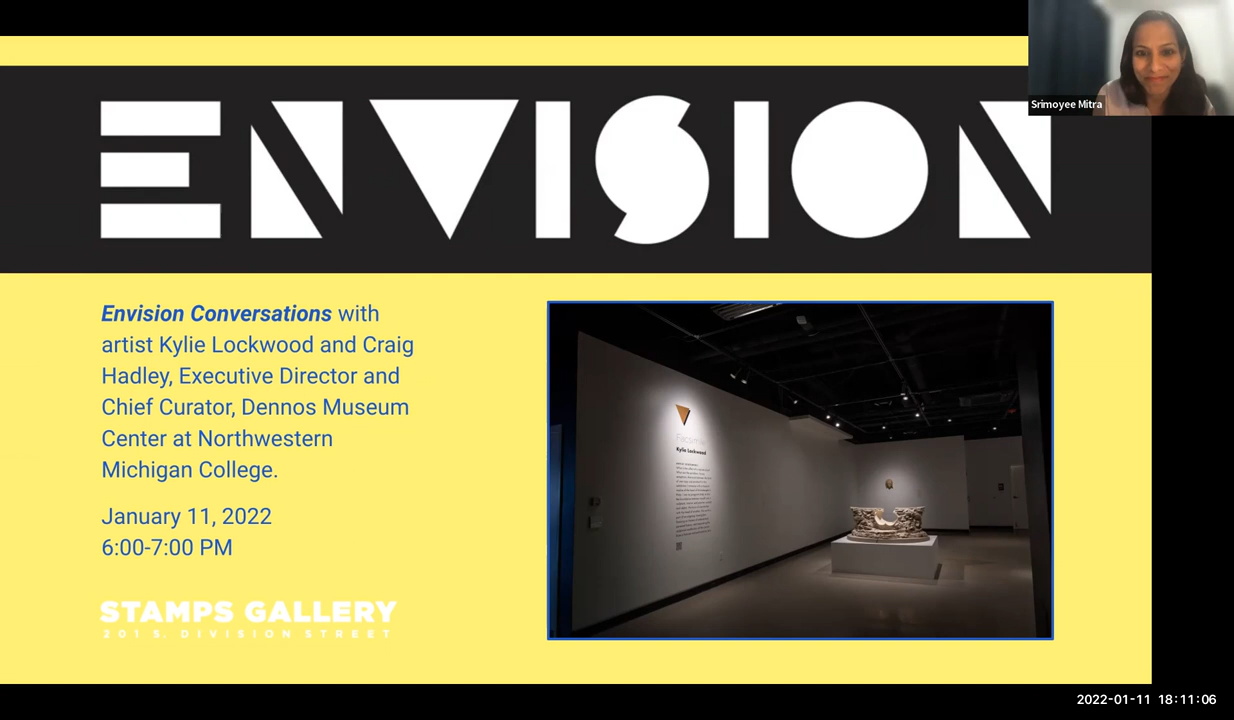 ENVISION
Srimoyee Mitra
Envision Conversations with
artist Kylie Lockwood and Craig
Hadley, Executive Director and
Chief Curator, Dennos Museum
Center at Northwestern
Michigan College.
January 11, 2022
6:00-7:00 PM
Kylie Lockwood
STAMPS GALLERY
201 S. DIVISION STREET
2022-01-11 18:11:06